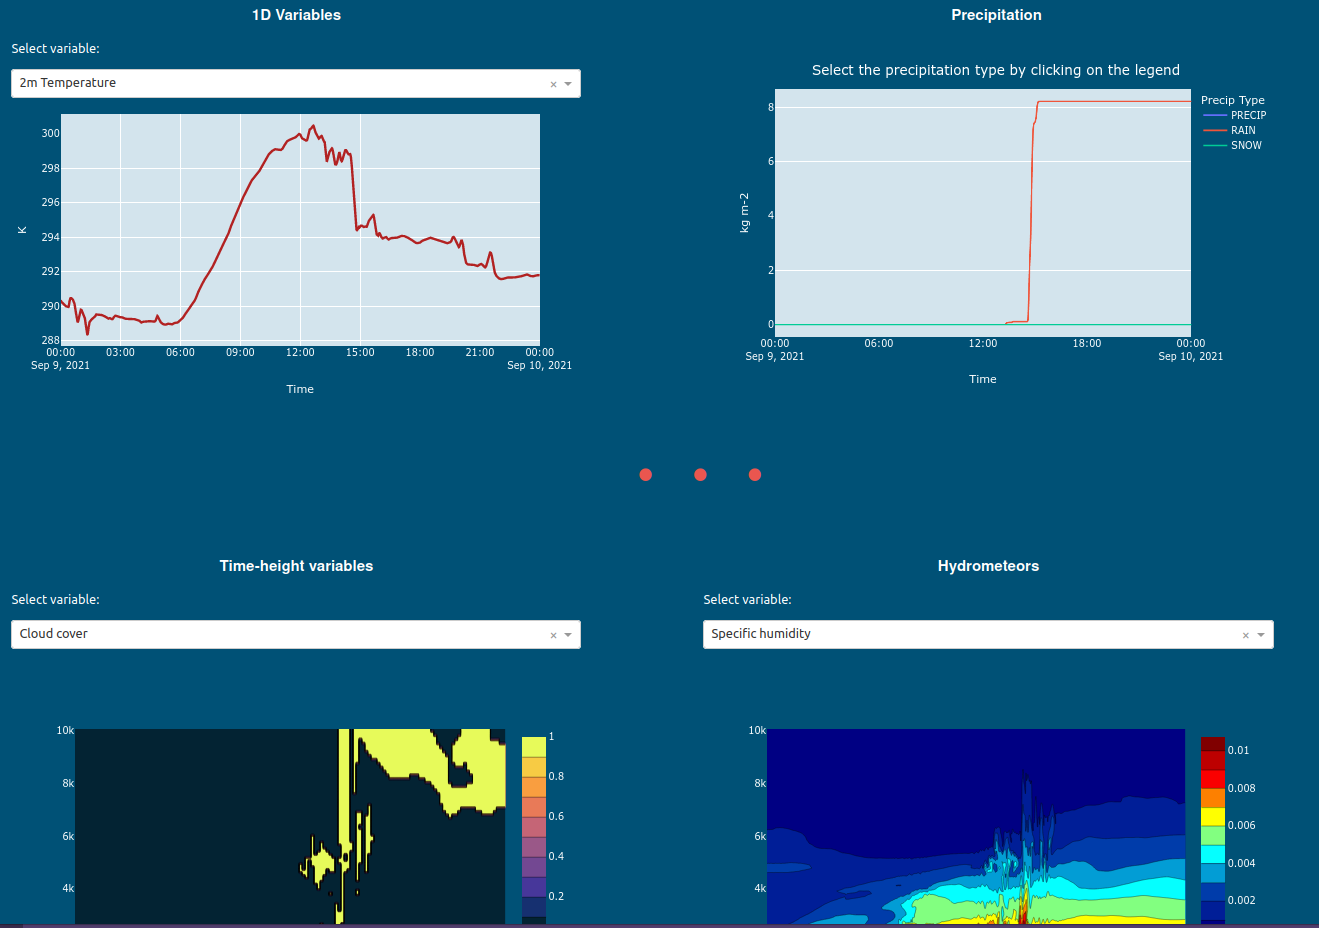 1D Variables
Select variable:
2m Temperature
× 
300
298
296
294
292
290
288
K
00:00
03:00
06:00
09:00
12:00
15:00
18:00
21:00
00:00
Sep 9, 2021
Sep 10, 2021
Time
Precipitation
Select the precipitation type by clicking on the legend
8
6
4
2
0
kg m-2
00:00
06:00
12:00
18:00
00:00
Sep 9, 2021
Sep 10, 2021
Time
Precip Type
PRECIP
RAIN
SNOW
Time-height variables
Select variable:
Cloud cover
×
10k
8k
6k
4k
1
0.8
0.6
0.4
0.2
Hydrometeors
Select variable:
Specific humidity
×
10k
8k
6k
4k
0.01
0.008
0.006
0.004
0.002